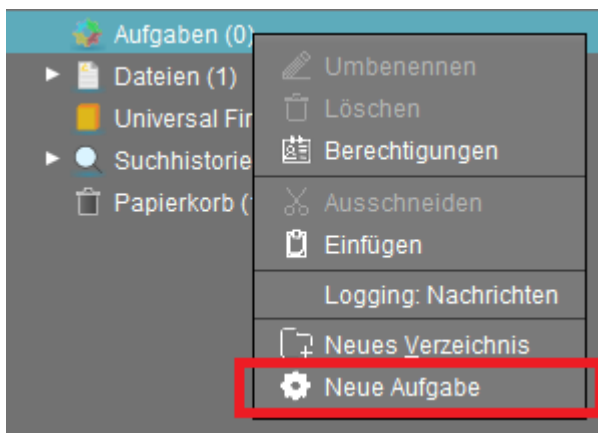 Aufgaben (0)
Dateien (1)
Universal Fir
Suchhistorie
Papierkorb (
Umbenennen
Löschen
Berechtigungen
Ausschneiden
Einfügen
Logging: Nachrichten
Neues Verzeichnis
Neue Aufgabe